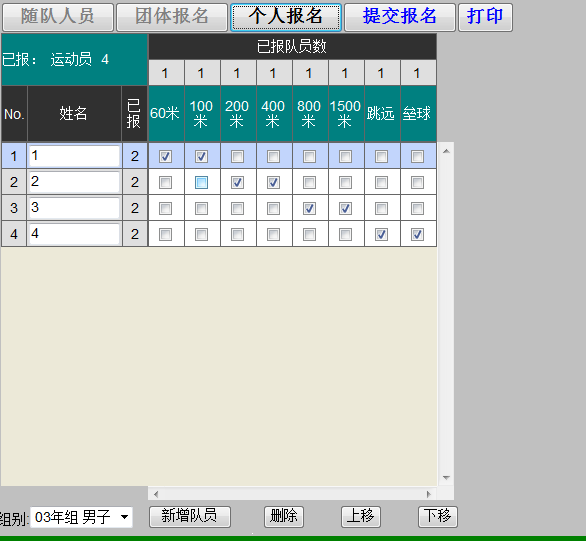 随队人员 团体报名 个人报名 提交报名 打印
已报: 运动员 4 已报队员数
1 1 1 1 1 1 1 1
No. 姓名 已报 60米 100米 200米 400米 800米 1500米 跳远 垒球
1 1 2
2 2 2
3 3 2
4 4 2
组别: 03年组 男子 新增队员 删除 上移 下移